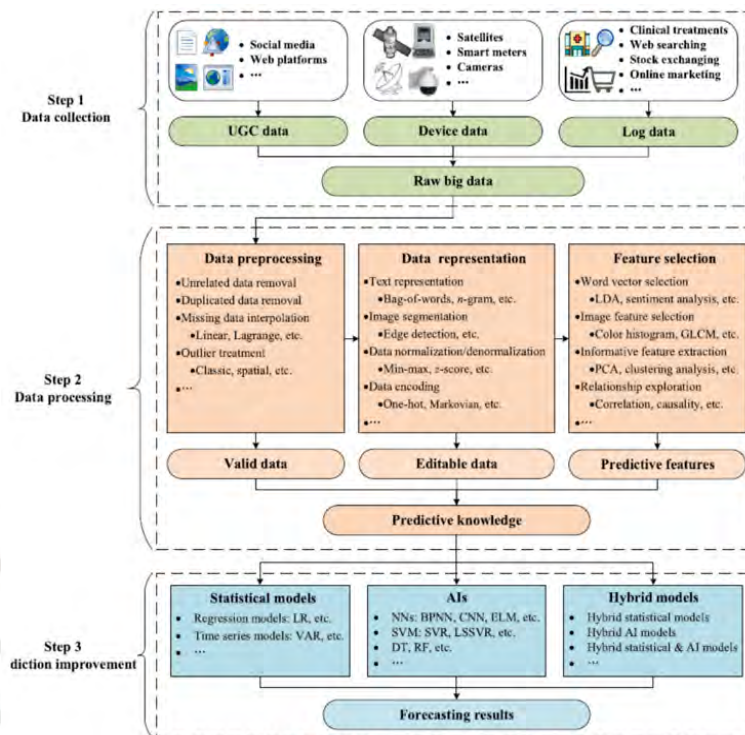 Step 1
Data collection
• Social media
• Web platforms
• ...
• Satellites
• Smart meters
• Cameras
• ...
• Clinical treatments
• Web searching
• Stock exchanging
• Online marketing
• ...
UGC data
Device data
Log data
Raw big data
Step 2
Data processing
Data preprocessing
•Unrelated data removal
•Duplicated data removal
•Missing data interpolation
•Linear, Lagrange, etc.
•Outlier treatment
•Classic, spatial, etc.
•...
Data representation
•Text representation
•Bag-of-words, n-gram, etc.
•Image segmentation
•Edge detection, etc.
•Data normalization/denormalization
•Min-max, z-score, etc.
•Data encoding
•One-hot, Markovian, etc.
•...
Feature selection
•Word vector selection
•LDA, sentiment analysis, etc.
•Image feature selection
•Color histogram, GLCM, etc.
•Informative feature extraction
•PCA, clustering analysis, etc.
•Relationship exploration
•Correlation, causality, etc.
•...
Valid data
Editable data
Predictive features
Predictive knowledge
Step 3
diction improvement
Statistical models
• Regression models: LR, etc.
• Time series models: VAR, etc.
• ...
AIs
• NNs: BPNN, CNN, ELM, etc.
• SVM: SVR, LSSVR, etc.
• DT, RF, etc.
• ...
Hybrid models
• Hybrid statistical models
• Hybrid AI models
• Hybrid statistical & AI models
• ...
Forecasting results